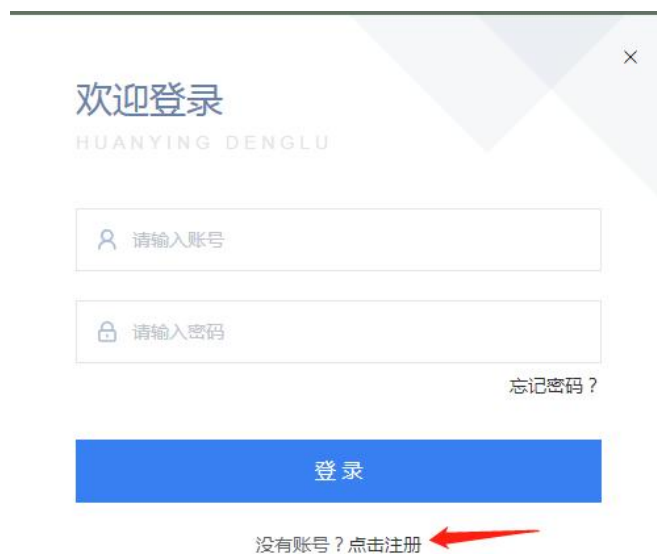 欢迎登录
HUANYING DENGLU
请输入账号
请输入密码
忘记密码？
登 录
没有账号？点击注册